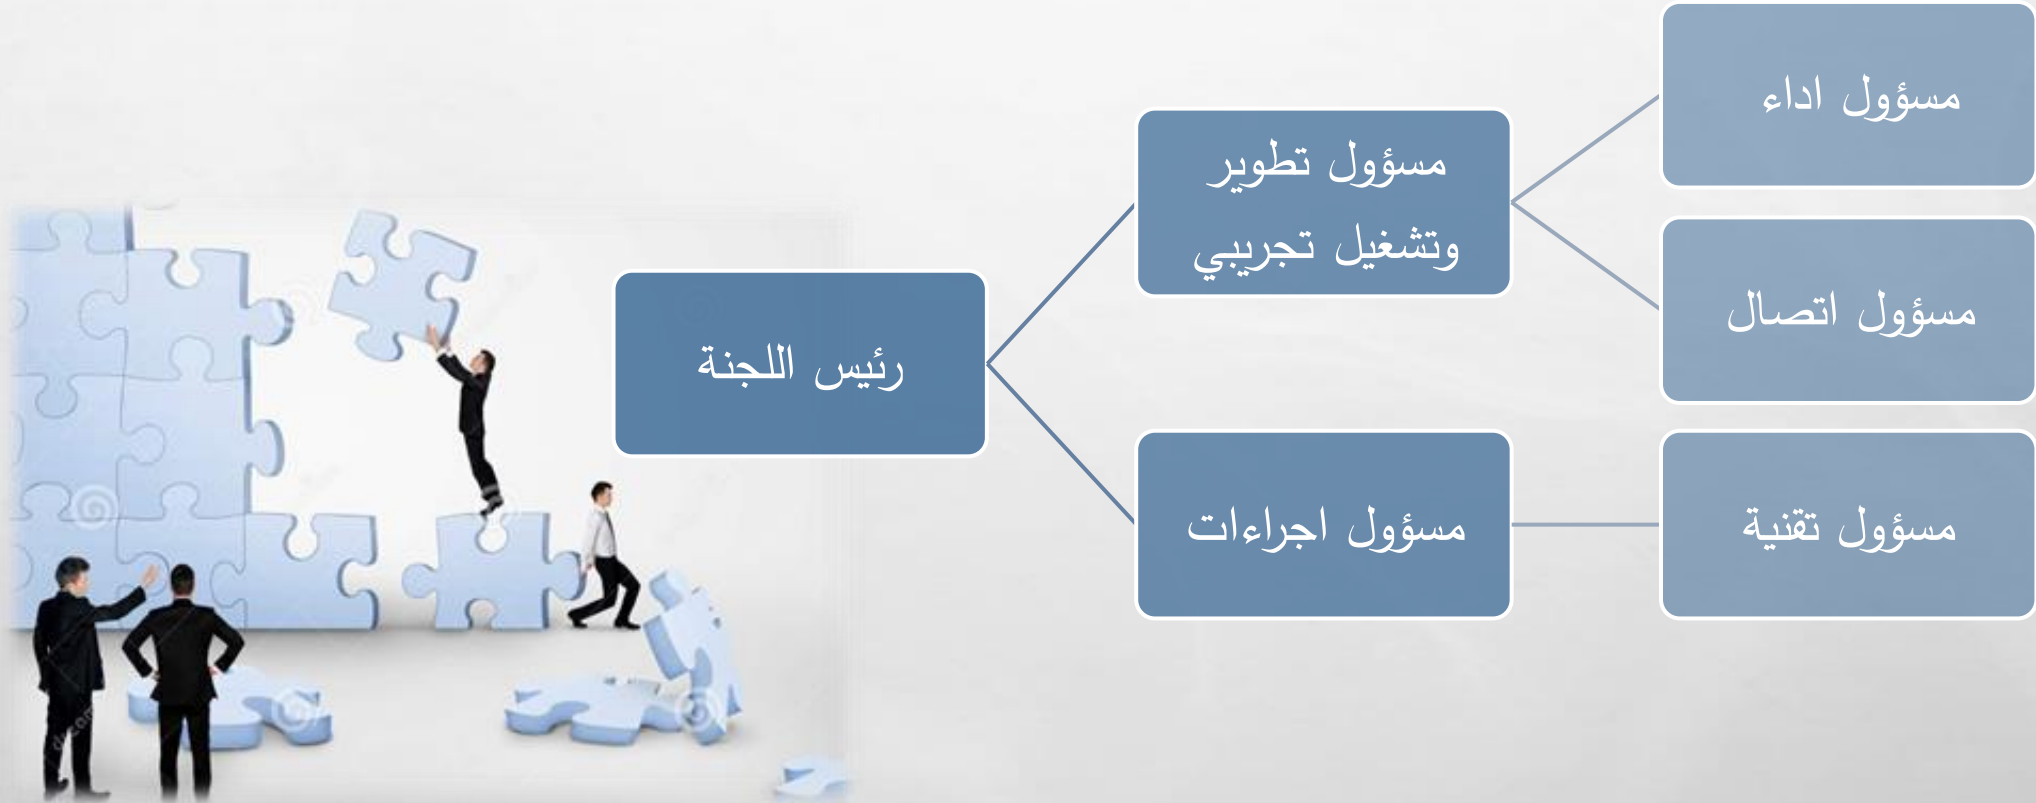 رئيس اللجنة
مسؤول تطوير
وتشغيل تجريبي
مسؤول اجراءات
مسؤول اداء
مسؤول اتصال
مسؤول تقنية